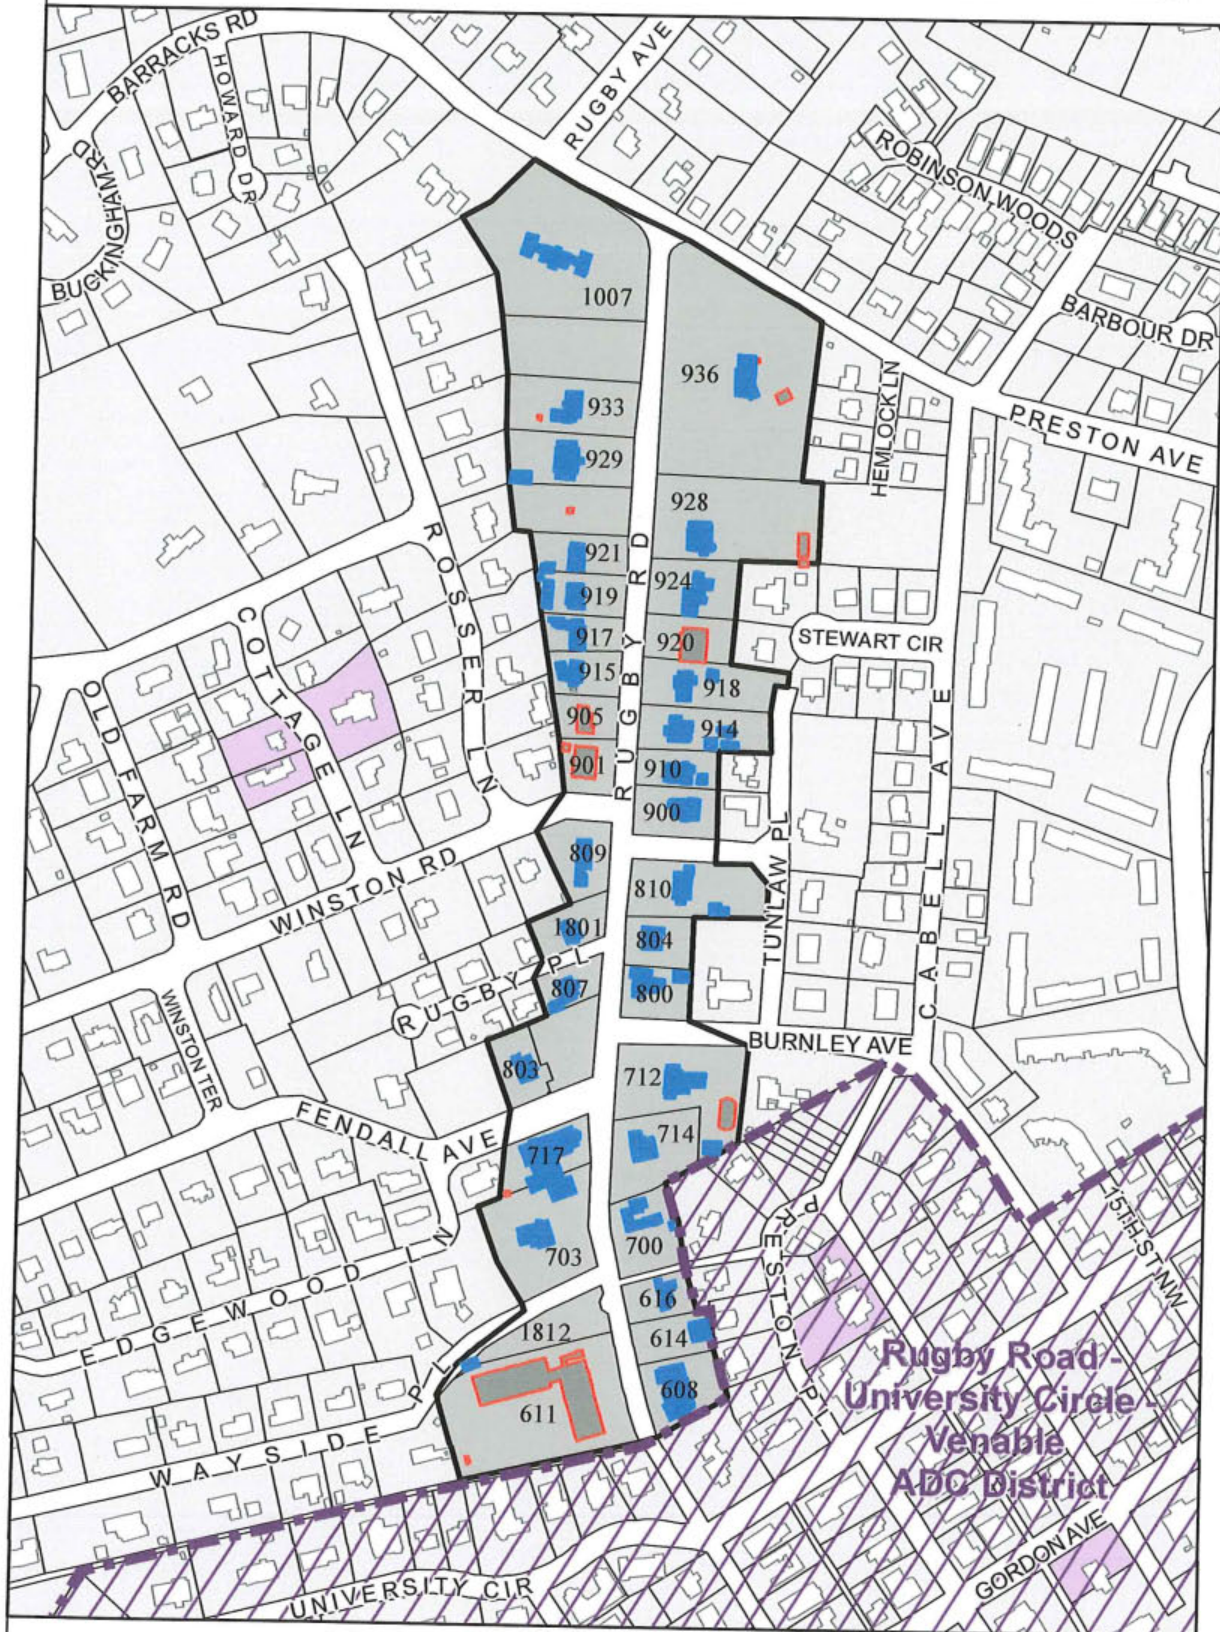 BARRACKS RD
HOWARD DR
RUGBY AVE
BUCKINGHAM RD
ROBINSON WOODS
BARBOUR DR
PRESTON AVE
HEMLOCK LN
1007
936
933
929
928
921
924
919
917
920
915
918
905
914
901
910
900
RUGBY RD
STEWART CIR
ROSSER LN
COTTAGE LN
OLD FARM RD
WINSTON RD
TUNLAW PL
CABELL AVE
809
810
1801
804
807
800
RUGBY PL
WINSTON TER
803
BURNLEY AVE
712
714
717
FENDALL AVE
703
700
616
614
608
1812
611
EDGEWOOD LN
WAYSIDE PL
PRESTON PL
15TH ST NW
Rugby Road -
University Circle -
Venable
ADC District
GORDON AVE
UNIVERSITY CIR